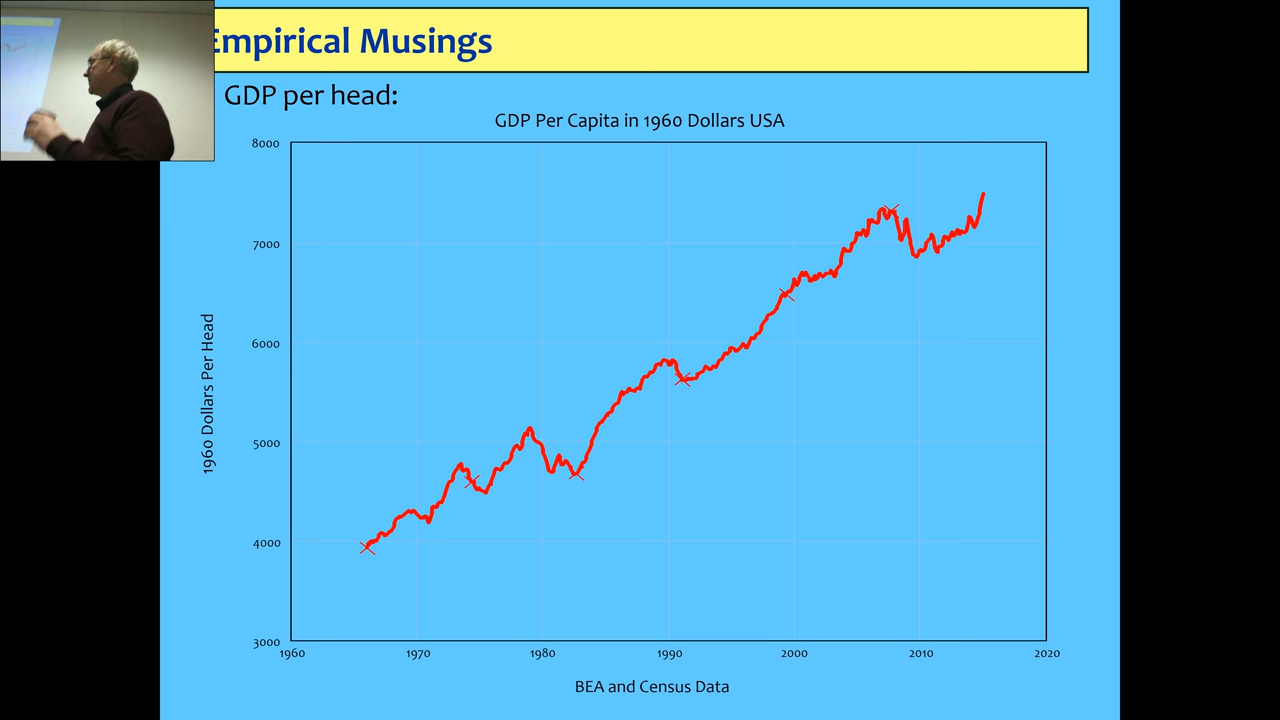 Empirical Musings
GDP per head:
GDP Per Capita in 1960 Dollars USA
8000
7000
6000
5000
4000
3000
1960 Dollars Per Head
1960 1970 1980 1990 2000 2010 2020
BEA and Census Data